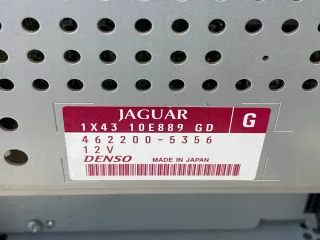 JAGUAR
G
1X43 10E889 GD
462200-5356
12V
DENSO MADE IN JAPAN